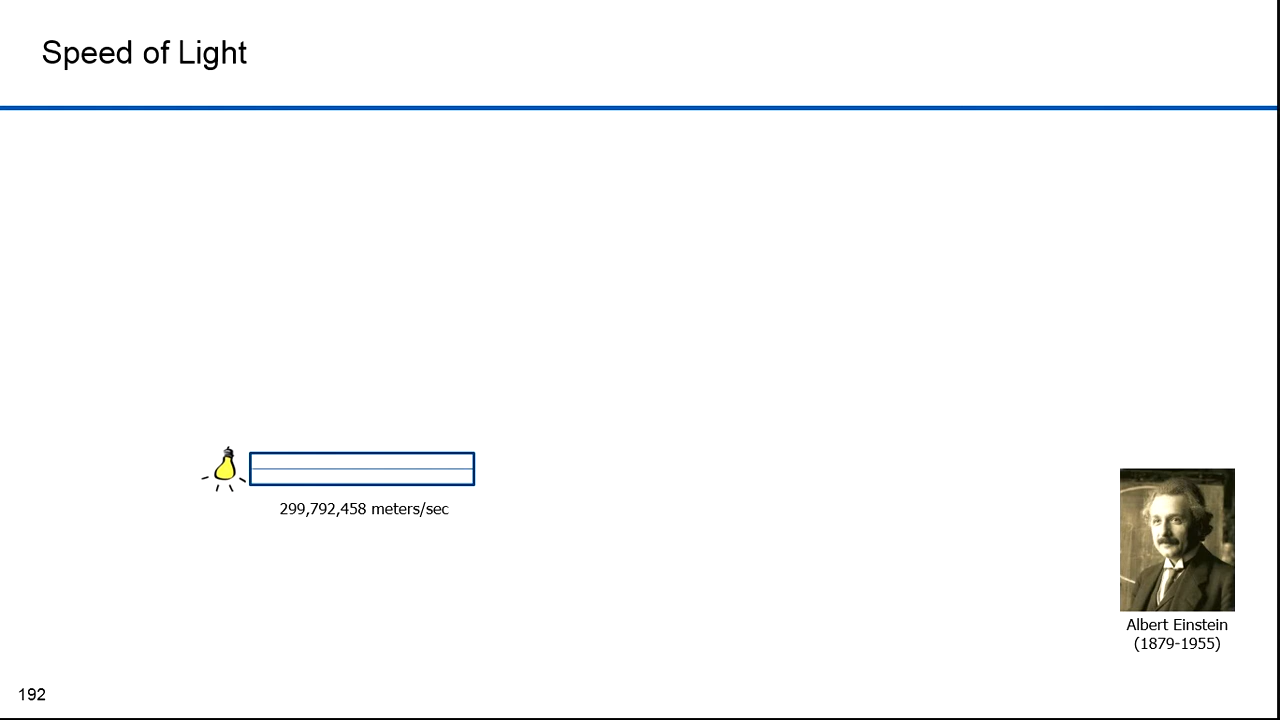 Speed of Light
299,792,458 meters/sec
Albert Einstein
(1879-1955)
192